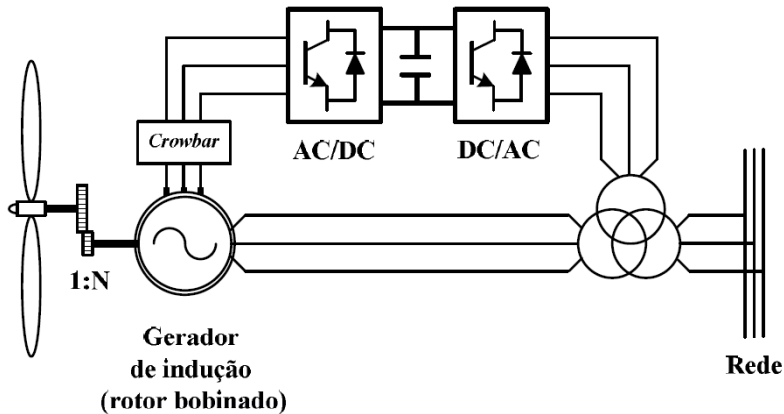 Crowbar
AC/DC
DC/AC
1:N
Gerador
de indução
(rotor bobinado)
Rede